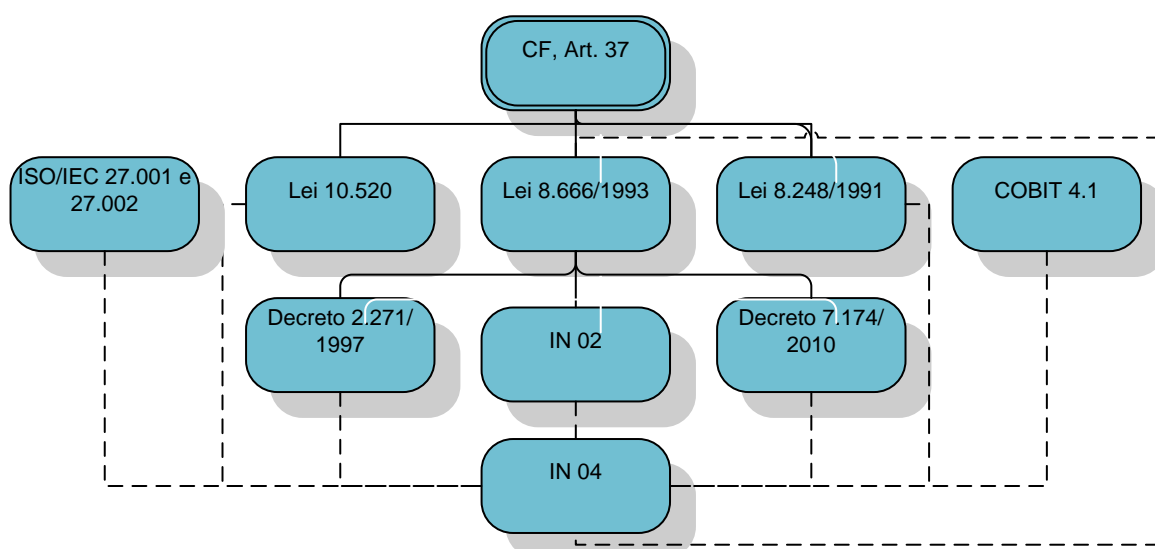 CF, Art. 37
ISO/IEC 27.001 e
27.002
Lei 10.520
Lei 8.666/1993
Lei 8.248/1991
COBIT 4.1
Decreto 2.271/
1997
IN 02
Decreto 7.174/
2010
IN 04